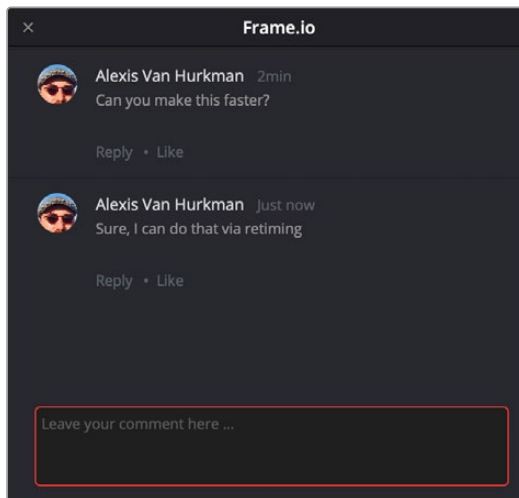 × Frame.io
Alexis Van Hurkman 2min
Can you make this faster?
Reply • Like
Alexis Van Hurkman Just now
Sure, I can do that via retiming
Reply • Like
Leave your comment here ...